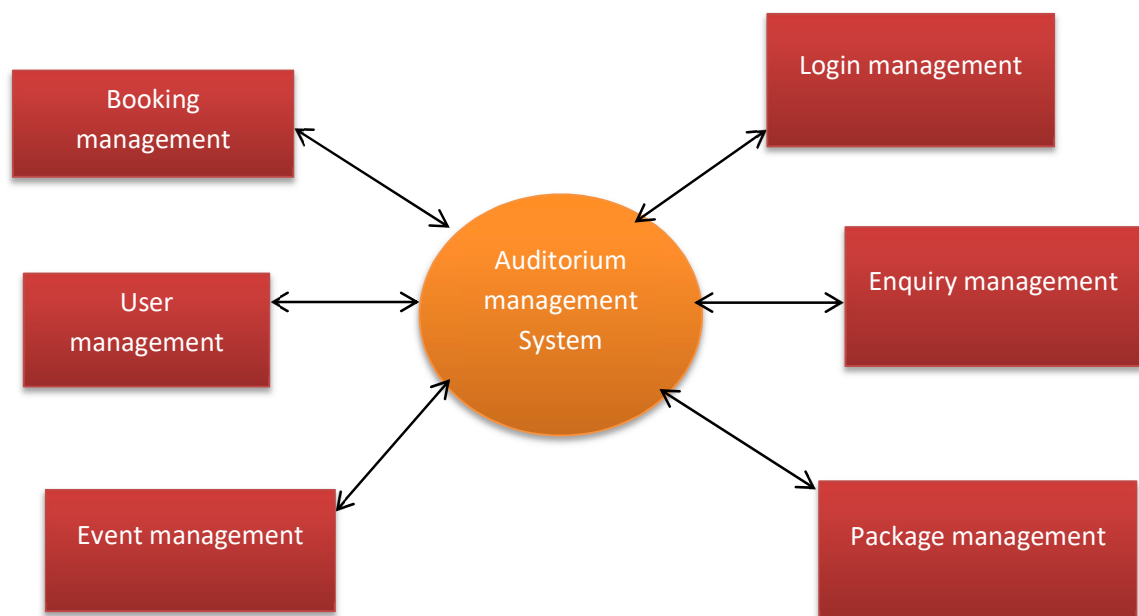 Login management
Booking
management
Auditorium
management
System
Enquiry management
User
management
Event management
Package management